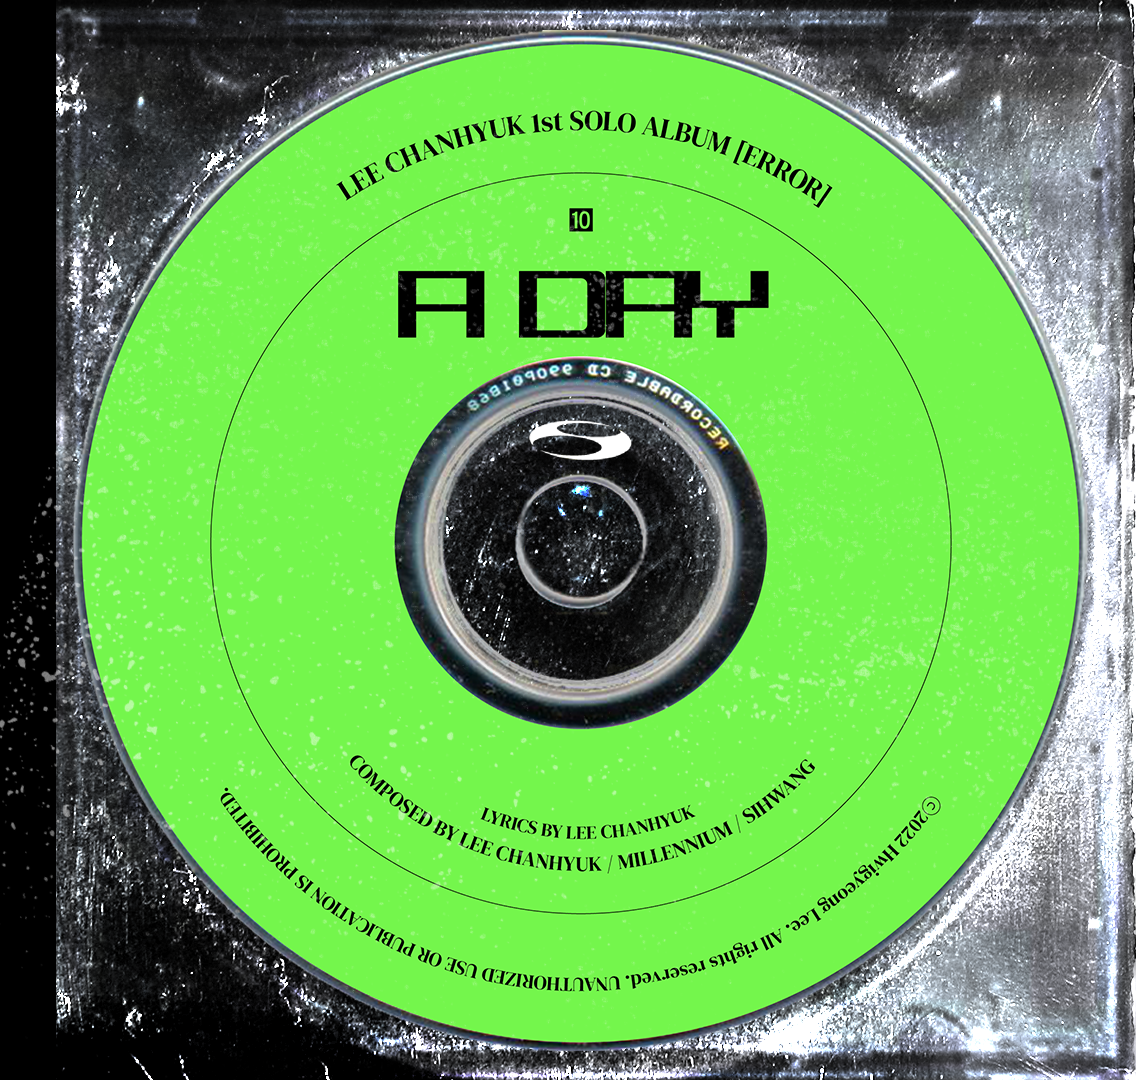 LEE CHANHYUK 1st SOLO ALBUM [ERROR]
10
A DAY
RECORDABLE CD 99OP01B68
LYRICS BY LEE CHANHYUK
COMPOSED BY LEE CHANHYUK / MILLENNIUM / SIHWANG
©2022 Hwigyeong Lee. All rights reserved. UNAUTHORIZED USE OR PUBLICATION IS PROHIBITED.